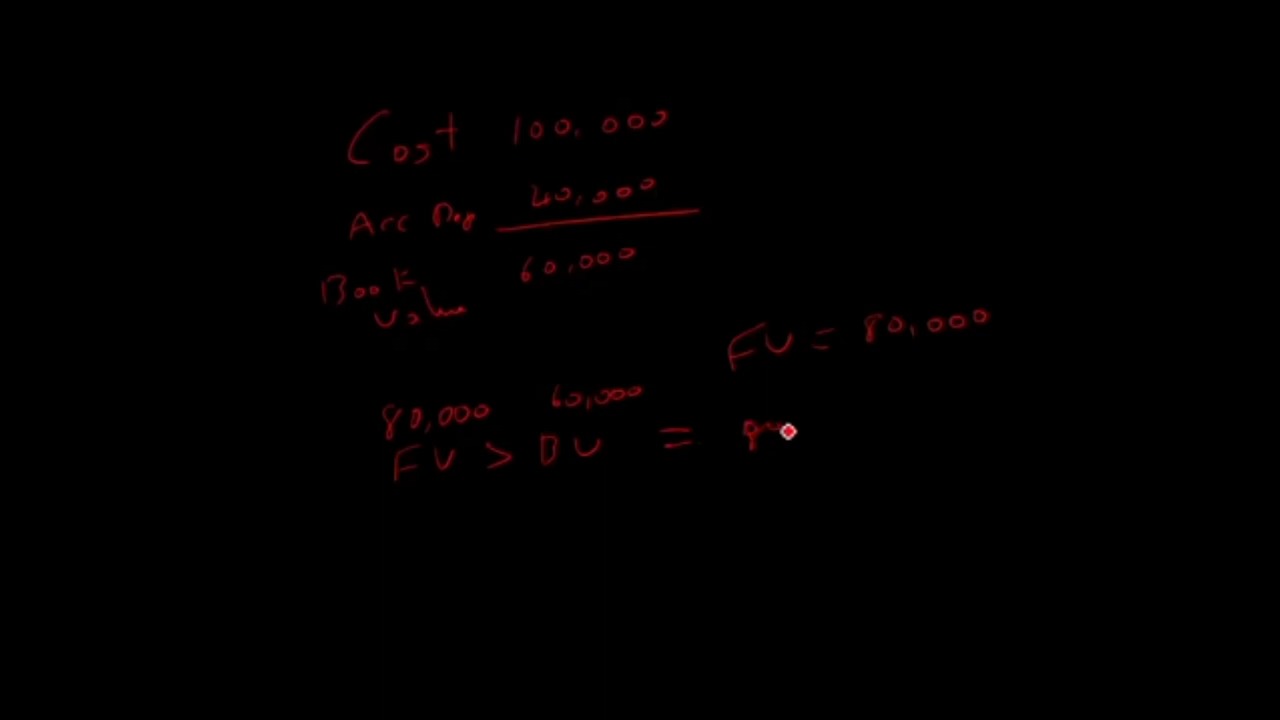 Cost 100,000
Acc Dep 40,000
Book Value 60,000
FV = 80,000
80,000 60,000
FV > BV =